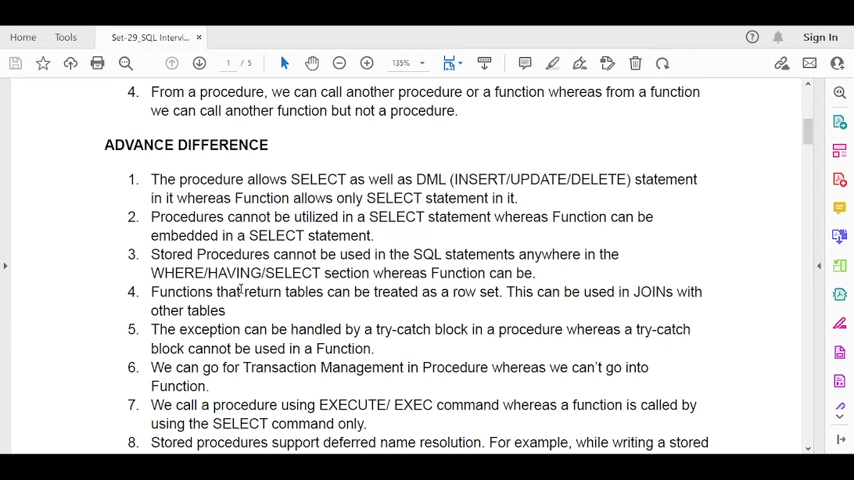 Home Tools Set-29_SQL Intervi... × Sign In
1 / 5 135%
4. From a procedure, we can call another procedure or a function whereas from a function
we can call another function but not a procedure.
ADVANCE DIFFERENCE
1. The procedure allows SELECT as well as DML (INSERT/UPDATE/DELETE) statement
in it whereas Function allows only SELECT statement in it.
2. Procedures cannot be utilized in a SELECT statement whereas Function can be
embedded in a SELECT statement.
3. Stored Procedures cannot be used in the SQL statements anywhere in the
WHERE/HAVING/SELECT section whereas Function can be.
4. Functions that return tables can be treated as a row set. This can be used in JOINs with
other tables
5. The exception can be handled by a try-catch block in a procedure whereas a try-catch
block cannot be used in a Function.
6. We can go for Transaction Management in Procedure whereas we can't go into
Function.
7. We call a procedure using EXECUTE/ EXEC command whereas a function is called by
using the SELECT command only.
8. Stored procedures support deferred name resolution. For example, while writing a stored